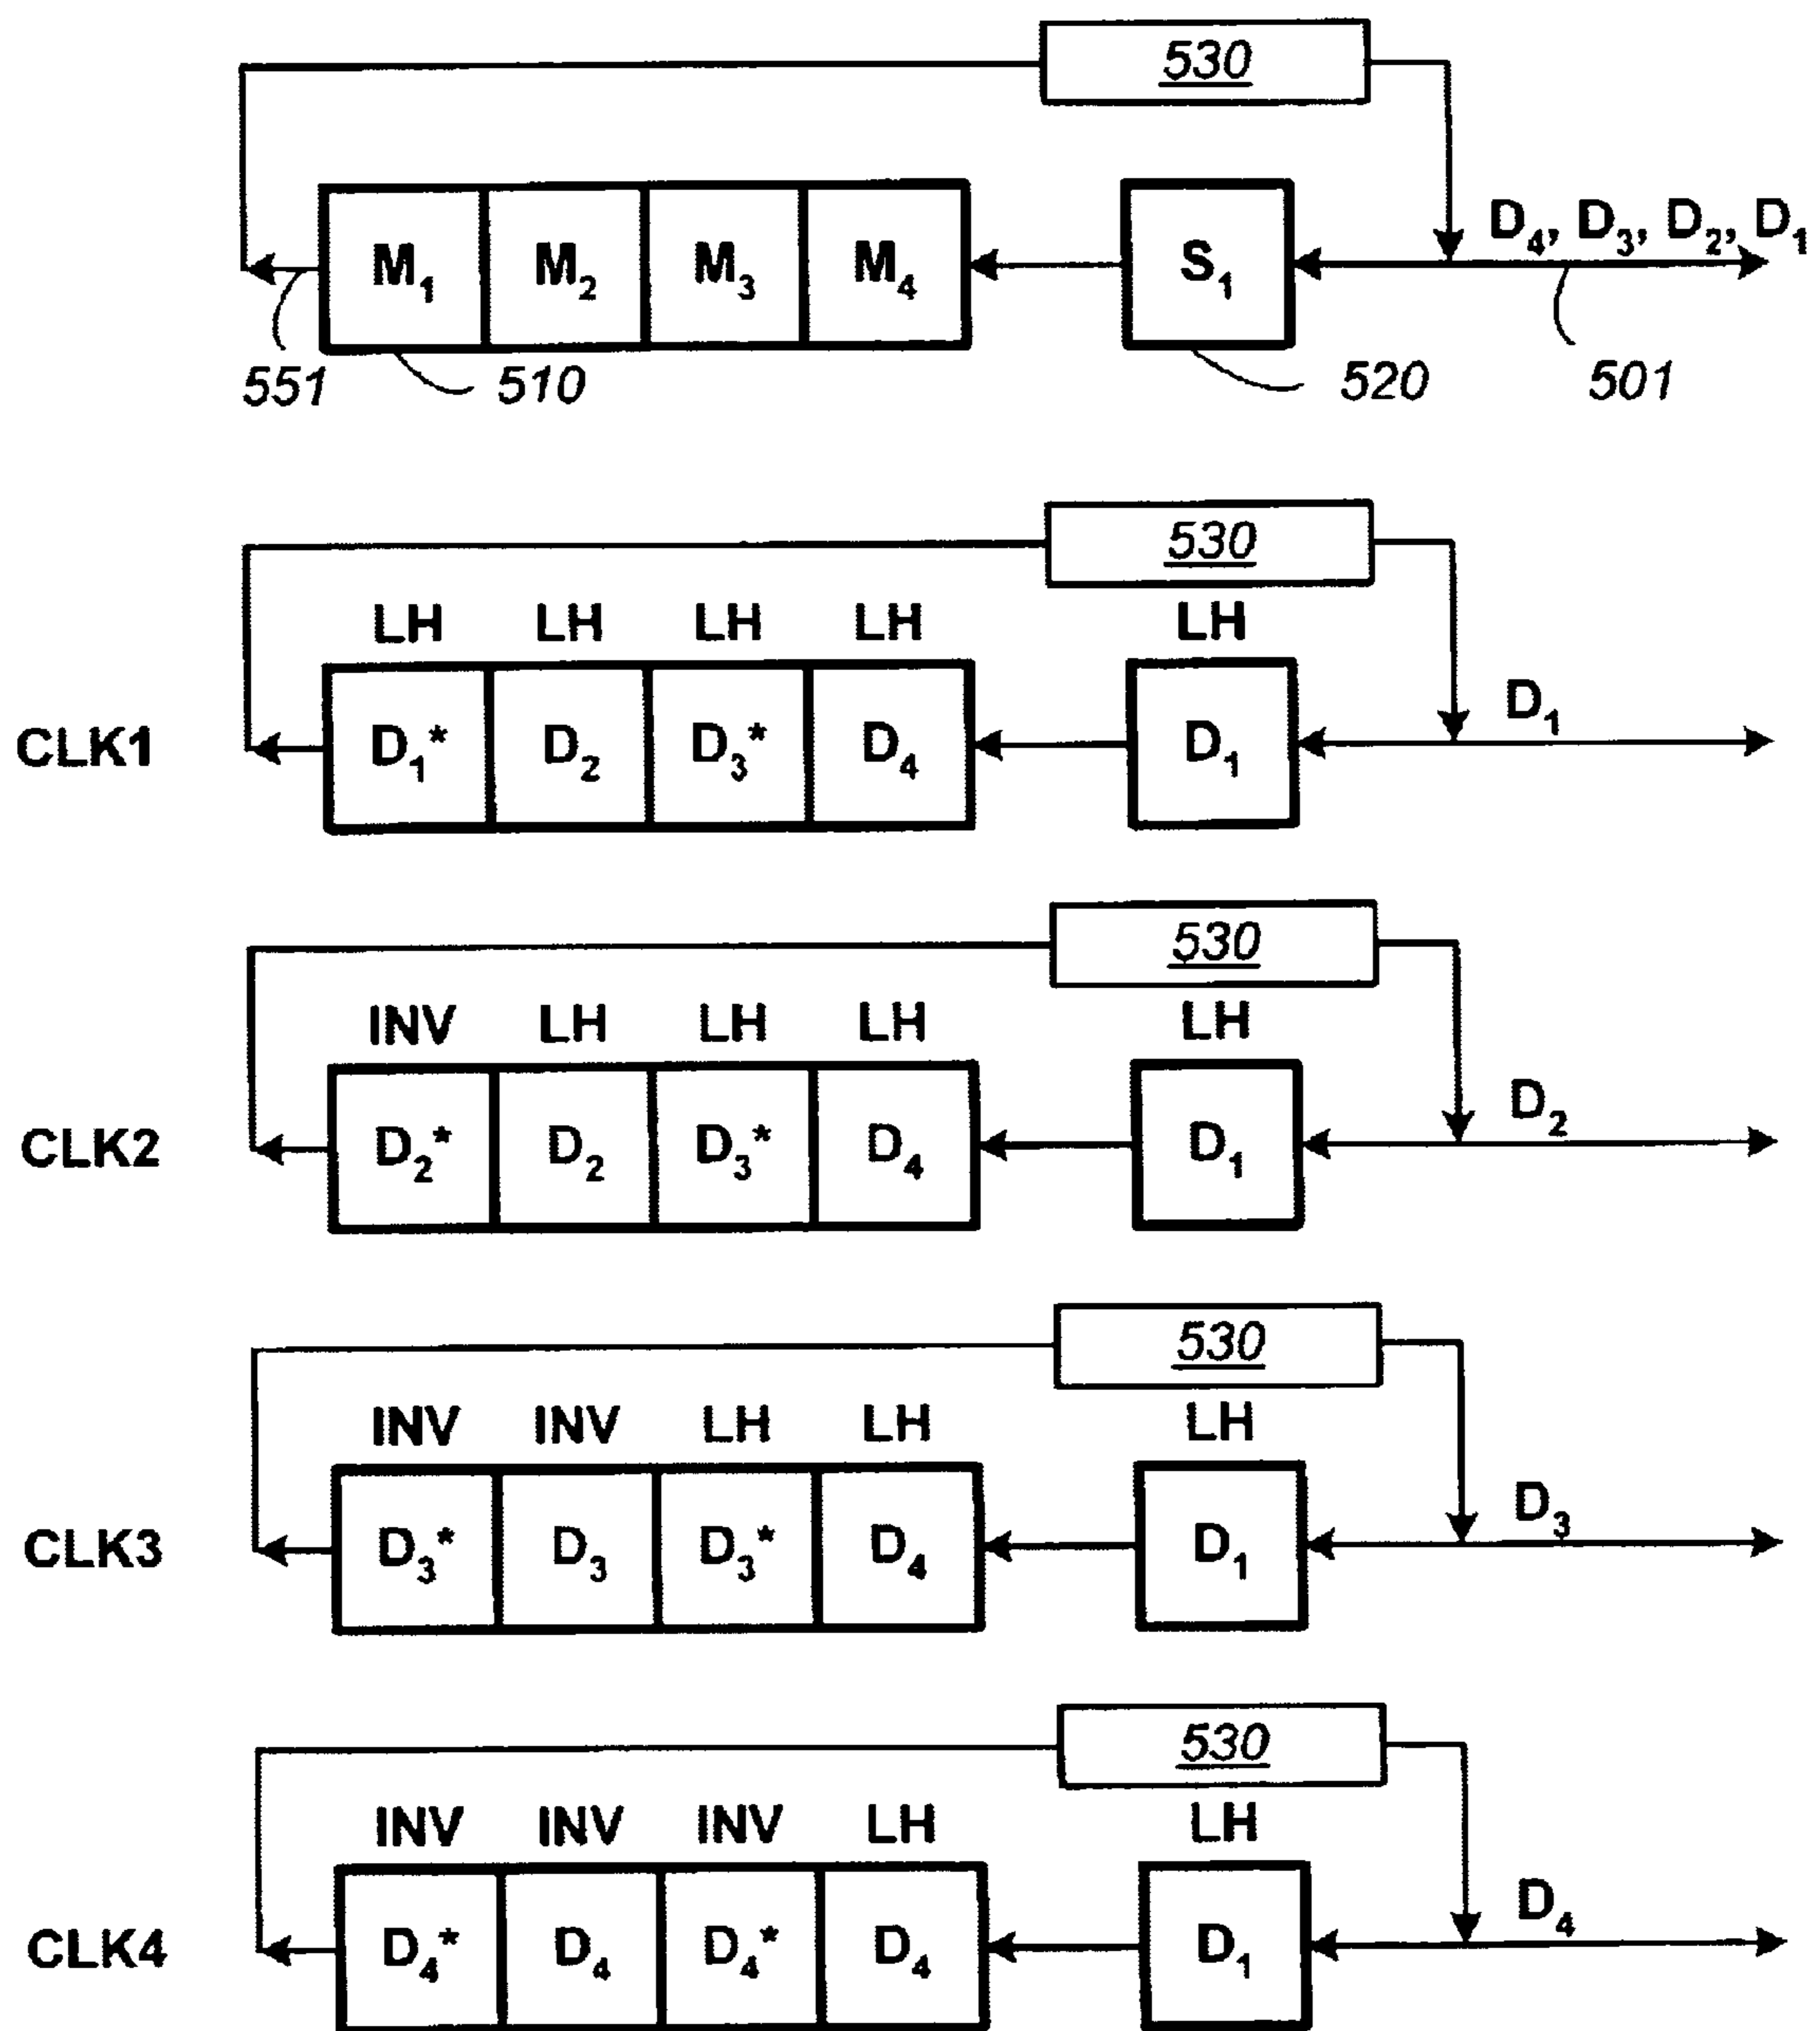 530
M₁ M₂ M₃ M₄ S₁ D₄, D₃, D₂, D₁
551 510 520 501
530
LH LH LH LH LH
CLK1 D₁* D₂ D₃* D₄ D₁ D₁
530
INV LH LH LH LH
CLK2 D₂* D₂ D₃* D₄ D₁ D₂
530
INV INV LH LH LH
CLK3 D₃* D₃ D₃* D₄ D₁ D₃
530
INV INV INV LH LH
CLK4 D₄* D₄ D₄* D₄ D₁ D₄